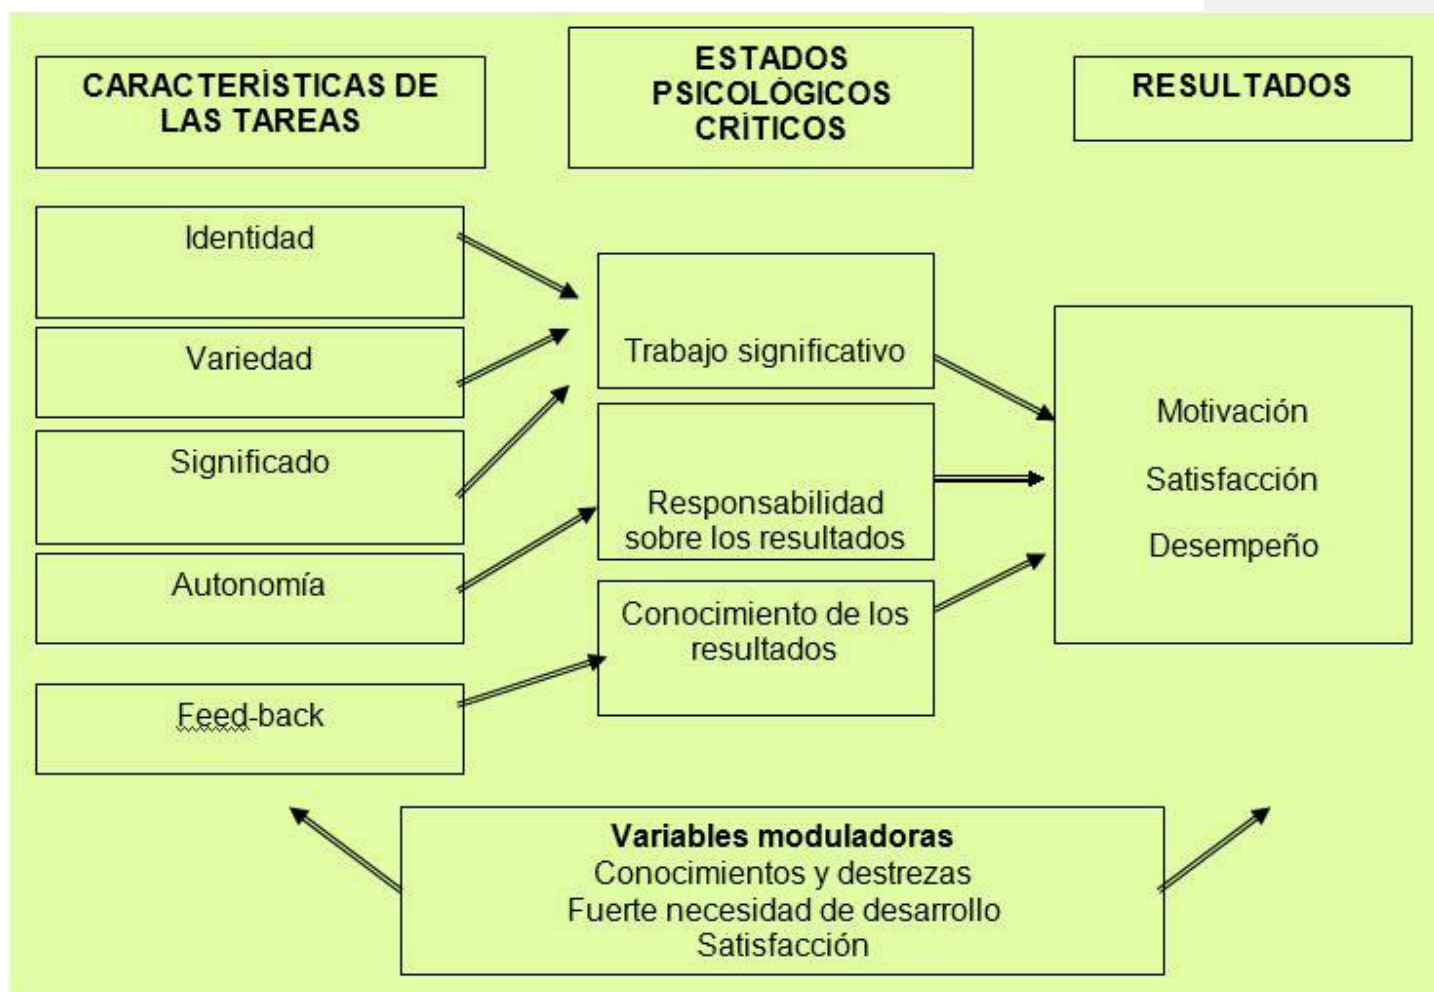 CARACTERÍSTICAS DE
LAS TAREAS
ESTADOS
PSICOLÓGICOS
CRÍTICOS
RESULTADOS
Identidad
Variedad
Significado
Autonomía
Feed-back
Trabajo significativo
Responsabilidad
sobre los resultados
Conocimiento de los
resultados
Motivación
Satisfacción
Desempeño
Variables moduladoras
Conocimientos y destrezas
Fuerte necesidad de desarrollo
Satisfacción